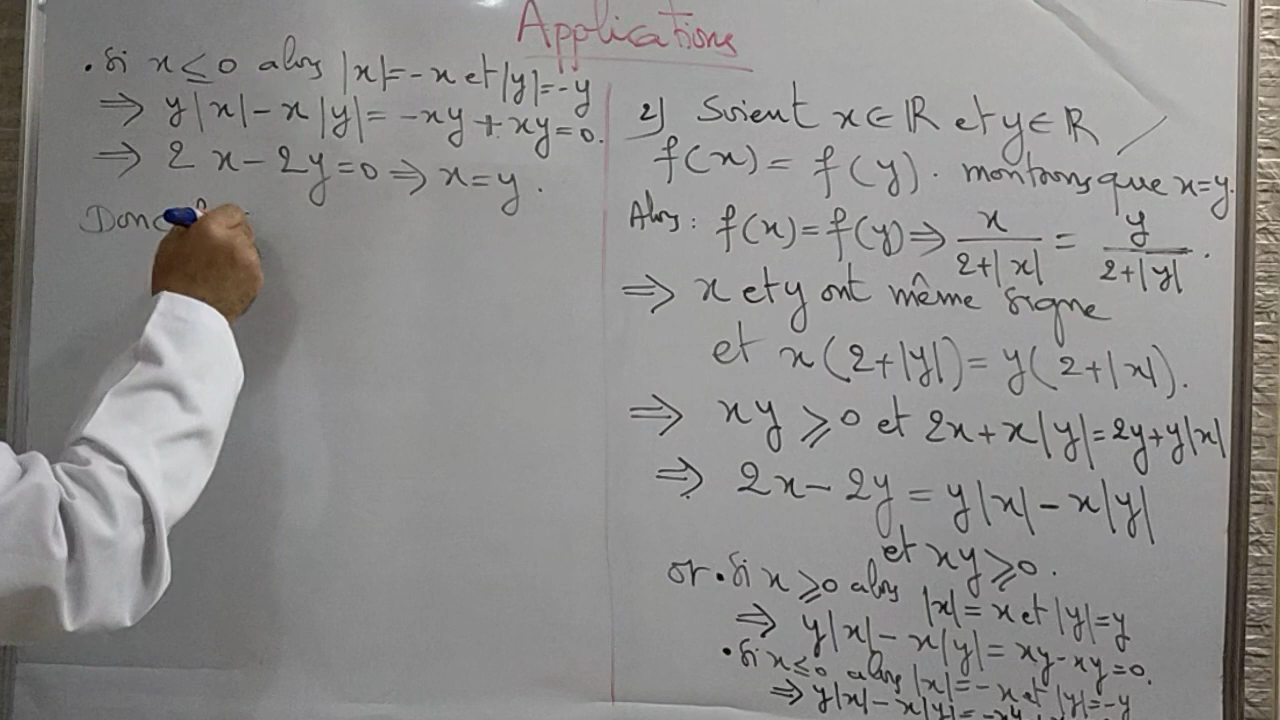 Applications
. Si x ≤ 0 alors |x|=-x et |y|=-y
⇒ y|x|-x|y|=-xy+xy=0.
⇒ 2x-2y=0 ⇒ x=y.
Donc
2) Soient x∈ℝ et y∈ℝ /
f(x)=f(y). montrons que x=y.
Alors : f(x)=f(y) ⇒ x/(2+|x|) = y/(2+|y|).
⇒ x et y ont même signe
et x(2+|y|)=y(2+|x|).
⇒ xy ≥ 0 et 2x+x|y|=2y+y|x|
⇒ 2x-2y=y|x|-x|y|
et xy ≥ 0.
or . Si x ≥ 0 alors |x|=x et |y|=y
⇒ y|x|-x|y|=xy-xy=0.
. Si x ≤ 0 alors |x|=-x et |y|=-y
⇒ y|x|-x|y|=-xy